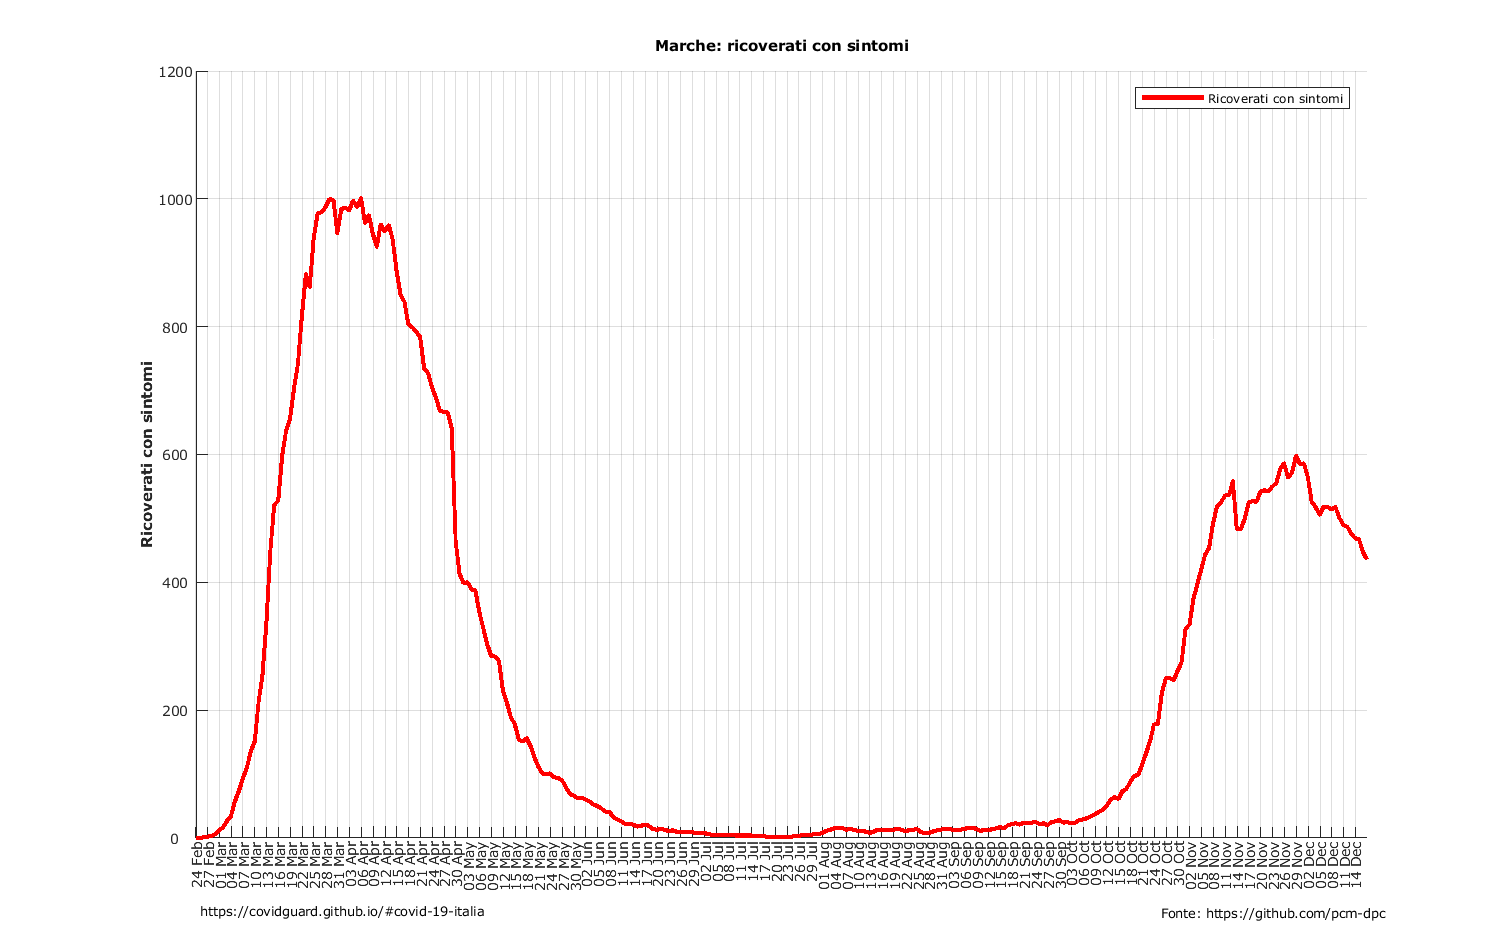 Marche: ricoverati con sintomi
Ricoverati con sintomi
1200
1000
800
600
400
200
0
Ricoverati con sintomi
24 Feb
27 Feb
01 Mar
04 Mar
07 Mar
10 Mar
13 Mar
16 Mar
19 Mar
22 Mar
25 Mar
28 Mar
31 Mar
03 Apr
06 Apr
09 Apr
12 Apr
15 Apr
18 Apr
21 Apr
24 Apr
27 Apr
30 Apr
03 May
06 May
09 May
12 May
15 May
18 May
21 May
24 May
27 May
31 May
02 Jun
05 Jun
08 Jun
11 Jun
14 Jun
17 Jun
20 Jun
23 Jun
26 Jun
29 Jun
02 Jul
05 Jul
08 Jul
11 Jul
14 Jul
17 Jul
20 Jul
23 Jul
26 Jul
29 Jul
01 Aug
04 Aug
07 Aug
10 Aug
13 Aug
16 Aug
19 Aug
22 Aug
25 Aug
28 Aug
31 Aug
03 Sep
06 Sep
09 Sep
12 Sep
15 Sep
18 Sep
21 Sep
24 Sep
27 Sep
30 Sep
03 Oct
06 Oct
09 Oct
12 Oct
15 Oct
18 Oct
21 Oct
24 Oct
27 Oct
30 Oct
02 Nov
05 Nov
08 Nov
11 Nov
14 Nov
17 Nov
20 Nov
23 Nov
26 Nov
29 Nov
02 Dec
05 Dec
08 Dec
11 Dec
14 Dec
https://covidguard.github.io/#covid-19-italia
Fonte: https://github.com/pcm-dpc